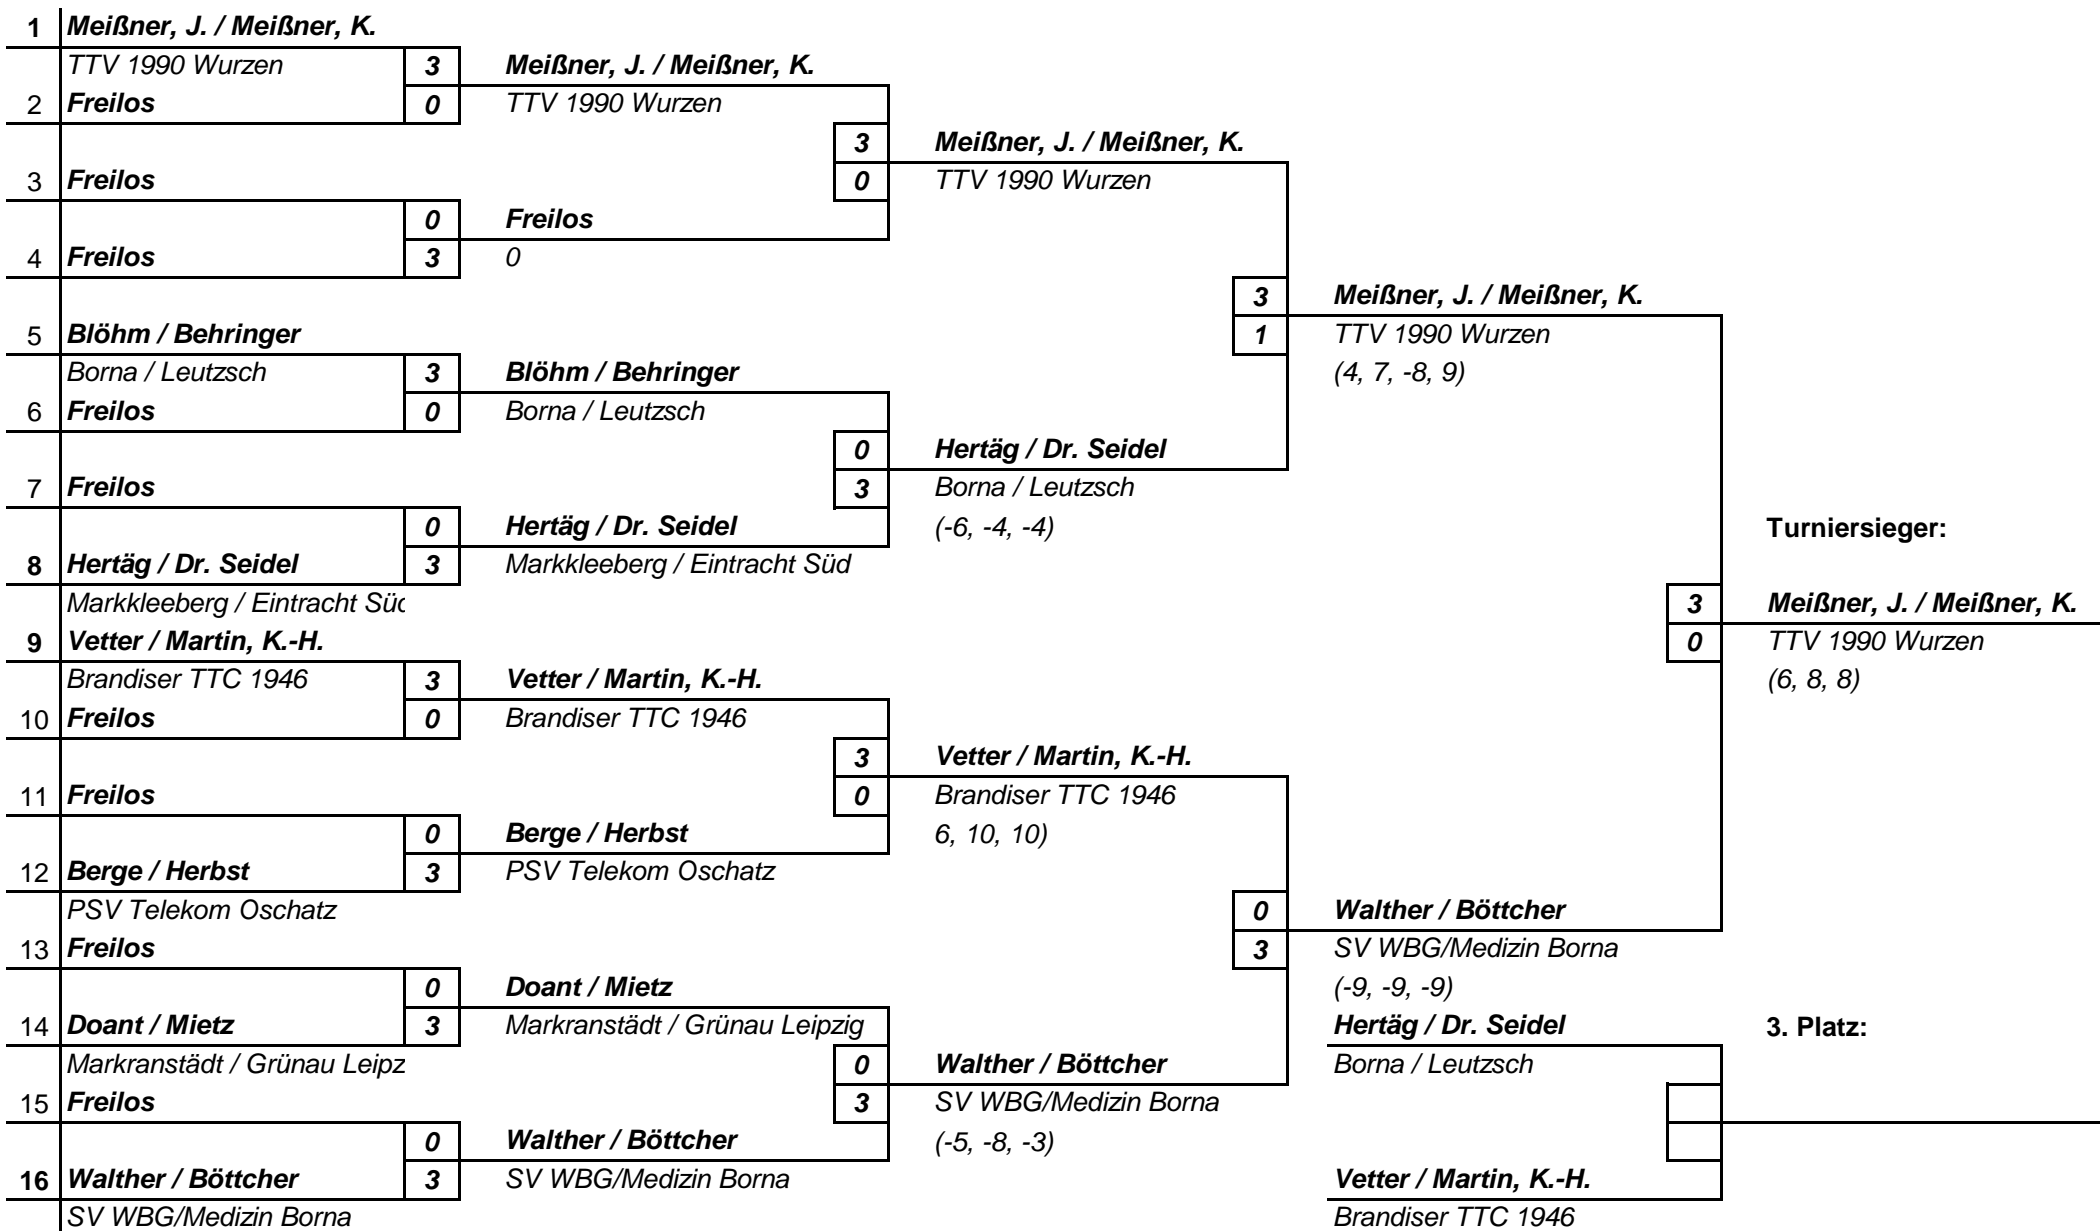 1 Meißner, J. / Meißner, K.
TTV 1990 Wurzen 3 Meißner, J. / Meißner, K.
2 Freilos 0 TTV 1990 Wurzen
3 Meißner, J. / Meißner, K.
3 Freilos 0 TTV 1990 Wurzen
0 Freilos
4 Freilos 3 0
3 Meißner, J. / Meißner, K.
5 Blöhm / Behringer 1 TTV 1990 Wurzen
Borna / Leutzsch 3 Blöhm / Behringer (4, 7, -8, 9)
6 Freilos 0 Borna / Leutzsch
0 Hertäg / Dr. Seidel
7 Freilos 3 Borna / Leutzsch
0 Hertäg / Dr. Seidel (-6, -4, -4) Turniersieger:
8 Hertäg / Dr. Seidel 3 Markkleeberg / Eintracht Süd
Markkleeberg / Eintracht Süd 3 Meißner, J. / Meißner, K.
9 Vetter / Martin, K.-H. 0 TTV 1990 Wurzen
Brandiser TTC 1946 3 Vetter / Martin, K.-H. (6, 8, 8)
10 Freilos 0 Brandiser TTC 1946
3 Vetter / Martin, K.-H.
11 Freilos 0 Brandiser TTC 1946
0 Berge / Herbst 6, 10, 10)
12 Berge / Herbst 3 PSV Telekom Oschatz
PSV Telekom Oschatz 0 Walther / Böttcher
13 Freilos 3 SV WBG/Medizin Borna
0 Doant / Mietz (-9, -9, -9)
14 Doant / Mietz 3 Markranstädt / Grünau Leipzig Hertäg / Dr. Seidel 3. Platz:
Markranstädt / Grünau Leipz 0 Walther / Böttcher Borna / Leutzsch
15 Freilos 3 SV WBG/Medizin Borna
0 Walther / Böttcher (-5, -8, -3)
16 Walther / Böttcher 3 SV WBG/Medizin Borna Vetter / Martin, K.-H.
SV WBG/Medizin Borna Brandiser TTC 1946